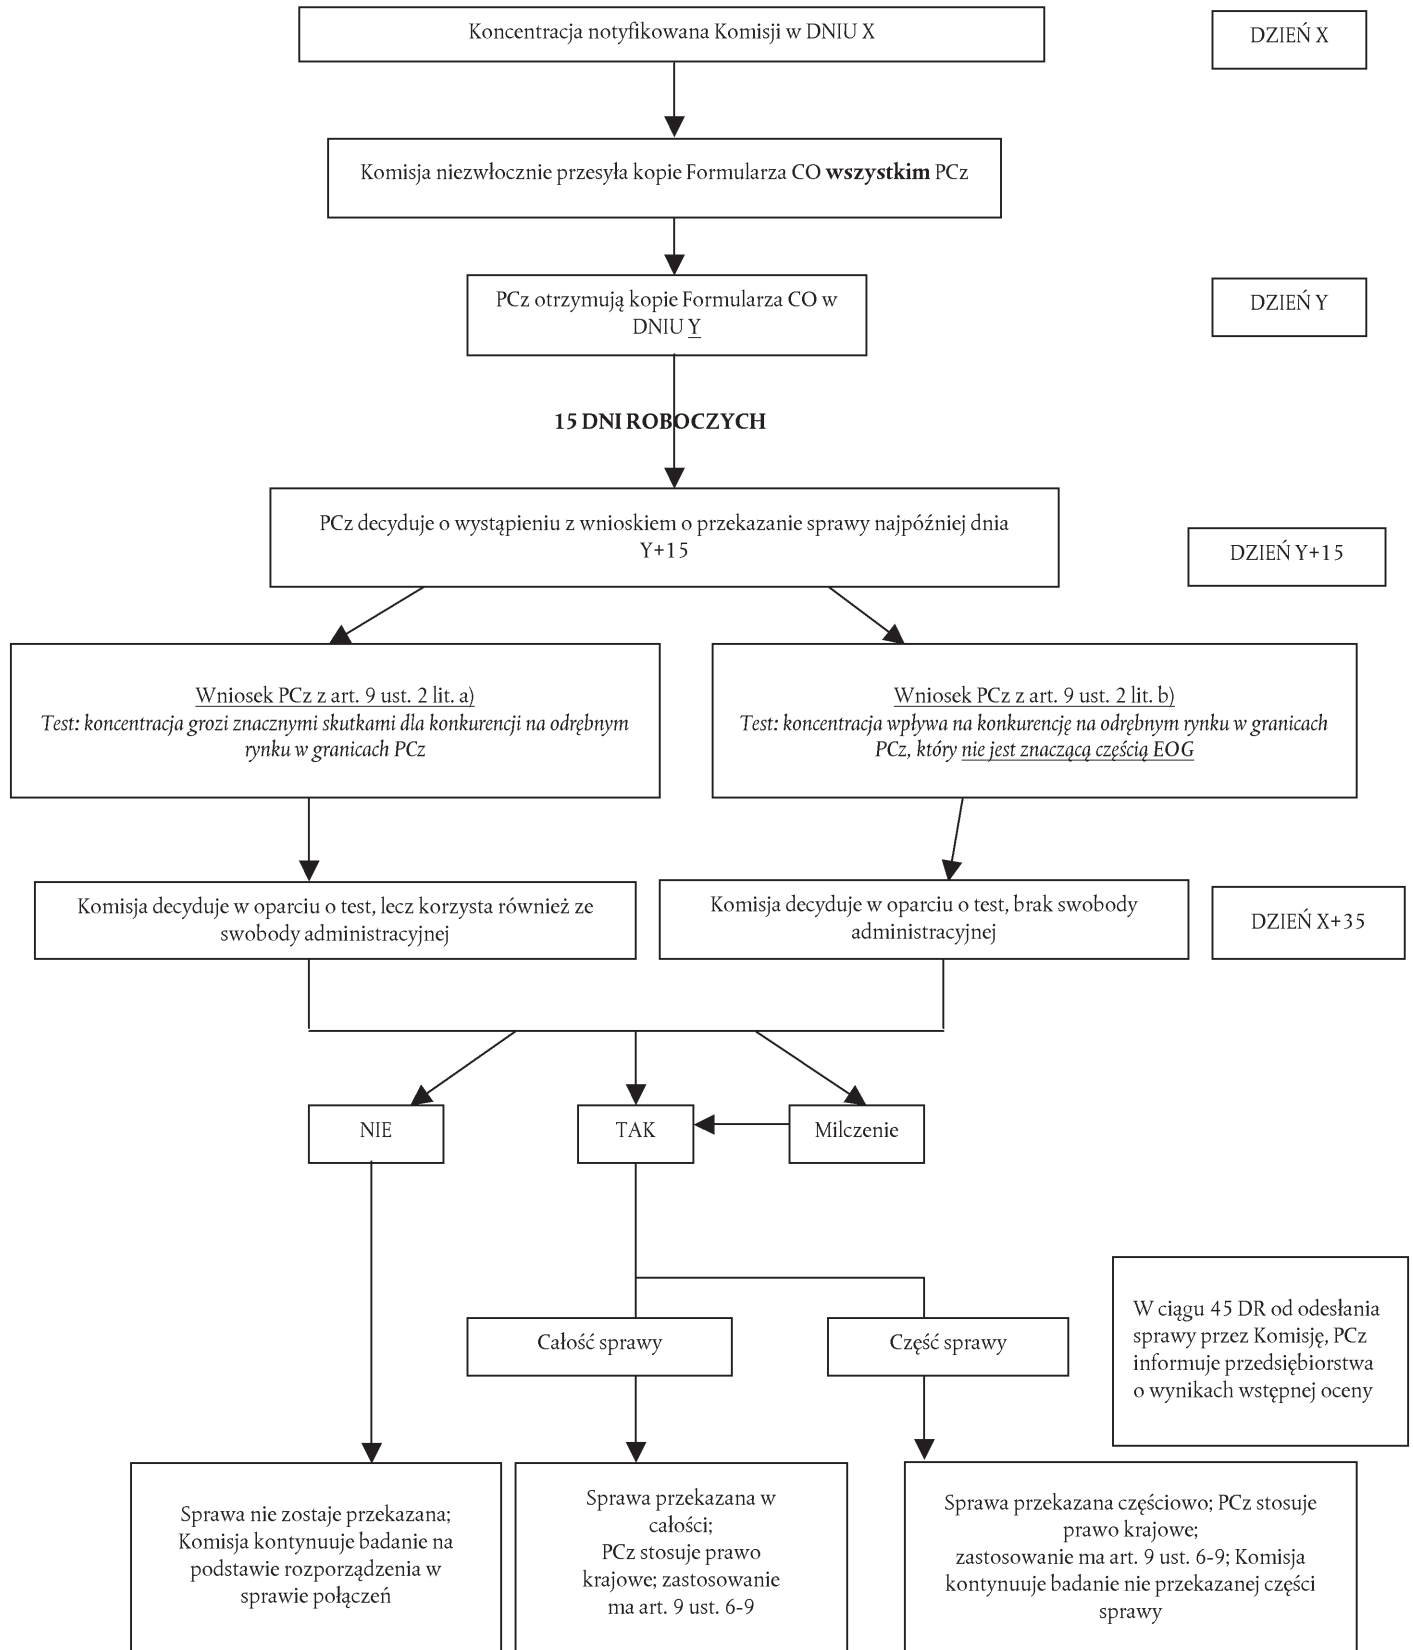 Koncentracja notyfikowana Komisji w DNIU X
DZIEŃ X
Komisja niezwłocznie przesyła kopie Formularza CO wszystkim PCz
PCz otrzymują kopie Formularza CO w
DNIU Y
DZIEŃ Y
15 DNI ROBOCZYCH
PCz decyduje o wystąpieniu z wnioskiem o przekazanie sprawy najpóźniej dnia
Y+15
DZIEŃ Y+15
Wniosek PCz z art. 9 ust. 2 lit. a)
Test: koncentracja grozi znacznymi skutkami dla konkurencji na odrębnym
rynku w granicach PCz
Wniosek PCz z art. 9 ust. 2 lit. b)
Test: koncentracja wpływa na konkurencję na odrębnym rynku w granicach
PCz, który nie jest znaczącą częścią EOG
Komisja decyduje w oparciu o test, lecz korzysta również ze
swobody administracyjnej
Komisja decyduje w oparciu o test, brak swobody
administracyjnej
DZIEŃ X+35
NIE
TAK
Milczenie
Całość sprawy
Część sprawy
W ciągu 45 DR od odesłania
sprawy przez Komisję, PCz
informuje przedsiębiorstwa
o wynikach wstępnej oceny
Sprawa nie zostaje przekazana;
Komisja kontynuuje badanie na
podstawie rozporządzenia w
sprawie połączeń
Sprawa przekazana w
całości;
PCz stosuje prawo
krajowe; zastosowanie
ma art. 9 ust. 6-9
Sprawa przekazana częściowo; PCz stosuje
prawo krajowe;
zastosowanie ma art. 9 ust. 6-9; Komisja
kontynuuje badanie nie przekazanej części
sprawy